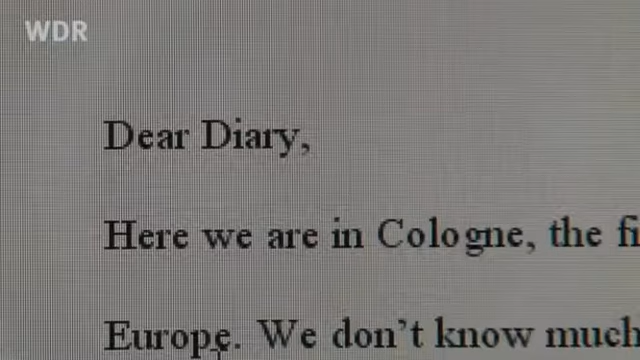 WDR
Dear Diary,
Here we are in Cologne, the
Europe. We don't know much